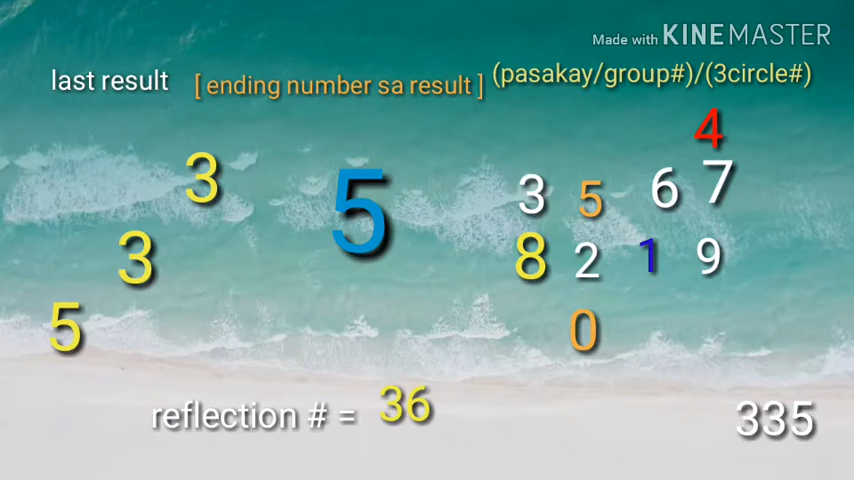 Made with KINEMASTER
last result [ ending number sa result ] (pasakay/group#)/(3circle#)
4
3 5 3 5 6 7
3 8 2 1 9
5 0
reflection # = 36 335